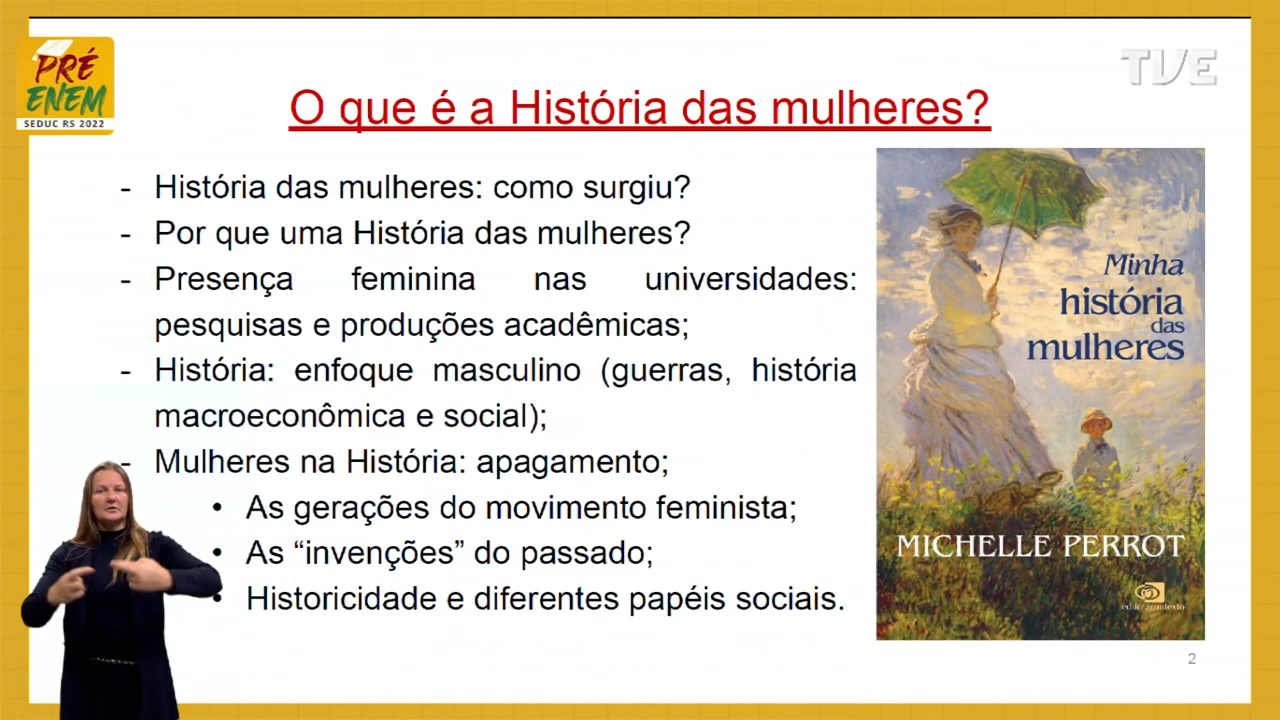 PRÉ
ENEM
SEDUC RS 2022
TVE
O que é a História das mulheres?
- História das mulheres: como surgiu?
- Por que uma História das mulheres?
- Presença feminina nas universidades:
pesquisas e produções acadêmicas;
- História: enfoque masculino (guerras, história
macroeconômica e social);
- Mulheres na História: apagamento;
• As gerações do movimento feminista;
• As “invenções” do passado;
• Historicidade e diferentes papéis sociais.
Minha
história
das
mulheres
MICHELLE PERROT
editoracontexto
2